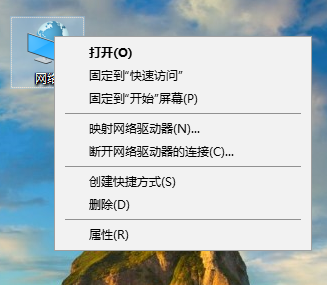 网络
打开(O)
固定到“快速访问”
固定到“开始”屏幕(P)
映射网络驱动器(N)...
断开网络驱动器的连接(C)...
创建快捷方式(S)
删除(D)
属性(R)